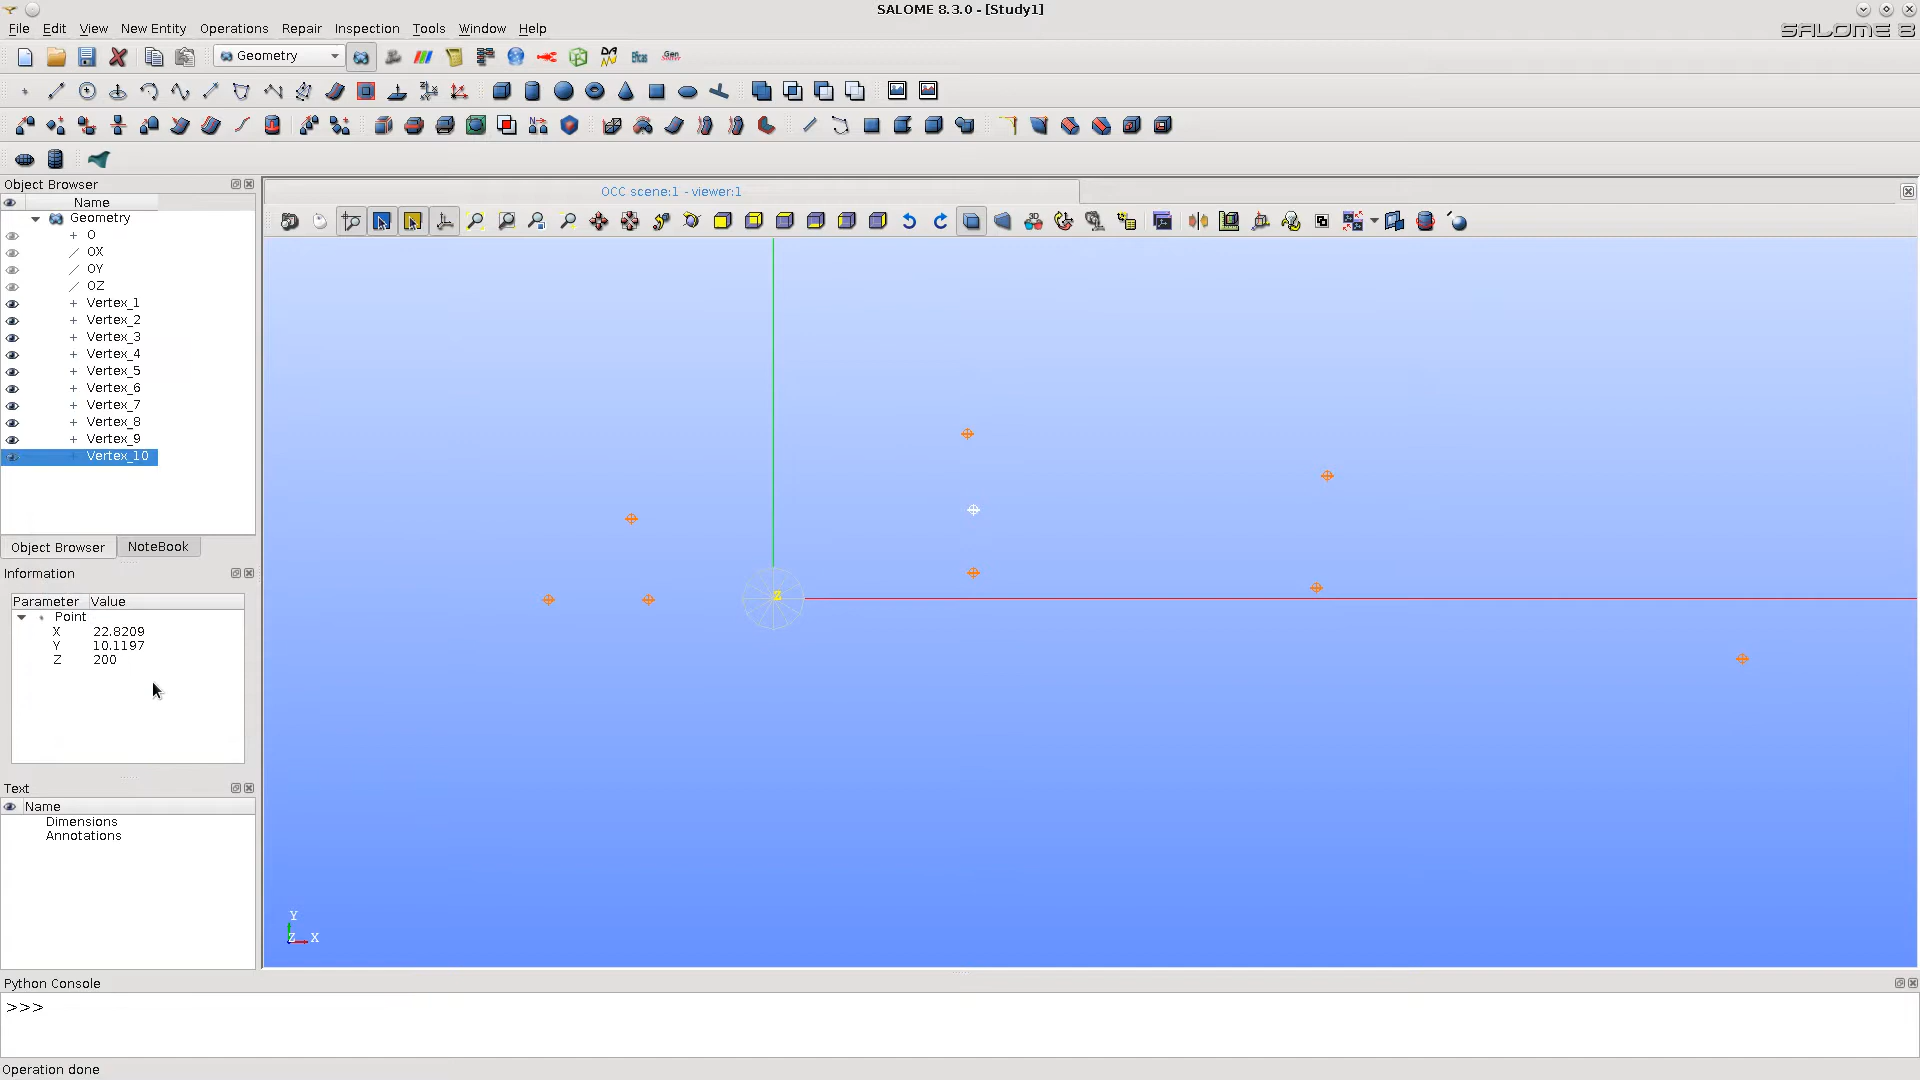 SALOME 8.3.0 - [Study1]
File Edit View New Entity Operations Repair Inspection Tools Window Help
SALOME 8
Geometry
Eficas
Object Browser
OCC scene:1 - viewer:1
Name
Geometry
O
OX
OY
OZ
Vertex_1
Vertex_2
Vertex_3
Vertex_4
Vertex_5
Vertex_6
Vertex_7
Vertex_8
Vertex_9
Vertex_10
Z
Object Browser NoteBook
Information
Parameter Value
Point
X 22.8209
Y 10.1197
Z 200
Text
Name
Dimensions
Annotations
Y
Z X
Python Console
>>>
Operation done